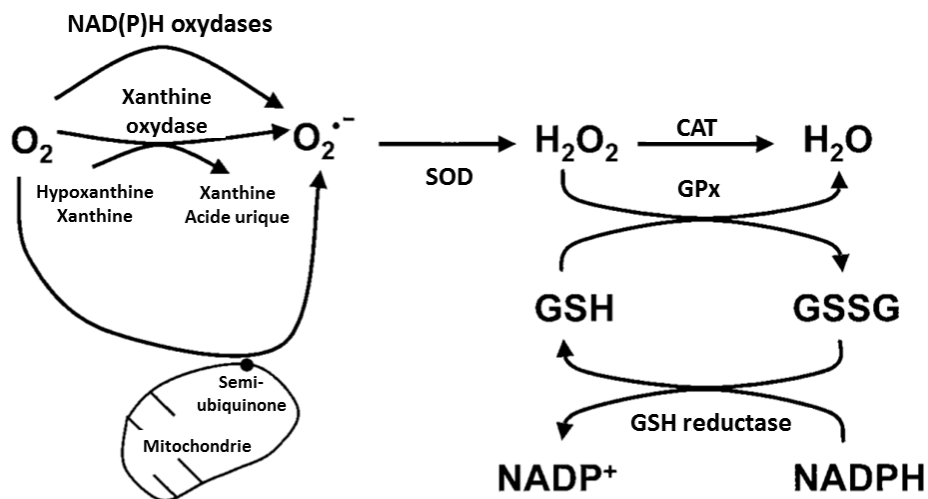 NAD(P)H oxydases
Xanthine
oxydase
O₂
O₂•⁻
Hypoxanthine
Xanthine
Xanthine
Acide urique
SOD
H₂O₂
CAT
H₂O
GPx
GSH
GSSG
Semi-
ubiquinone
Mitochondrie
GSH reductase
NADP⁺
NADPH